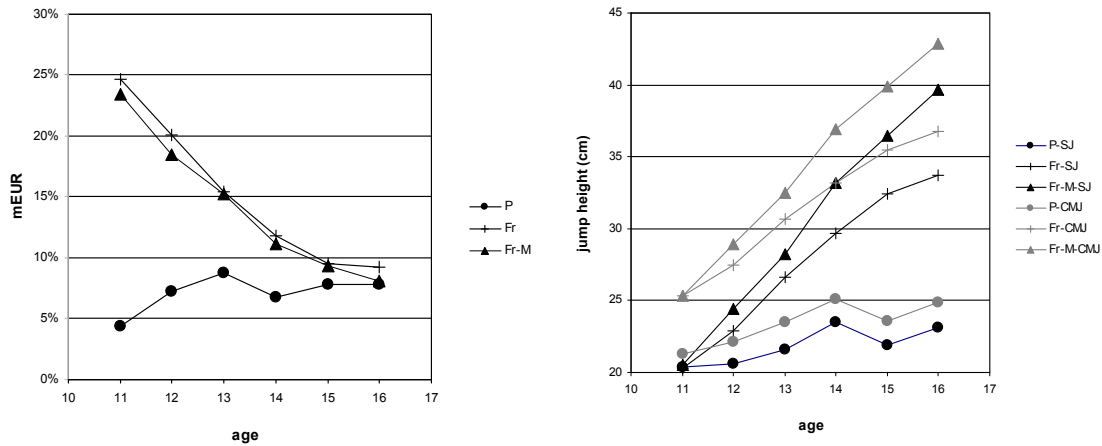 30%
25%
20%
15%
10%
5%
0%
mEUR
10 11 12 13 14 15 16 17
age
P
Fr
Fr-M
45
40
35
30
25
20
jump height (cm)
10 11 12 13 14 15 16 17
age
P-SJ
Fr-SJ
Fr-M-SJ
P-CMJ
Fr-CMJ
Fr-M-CMJ